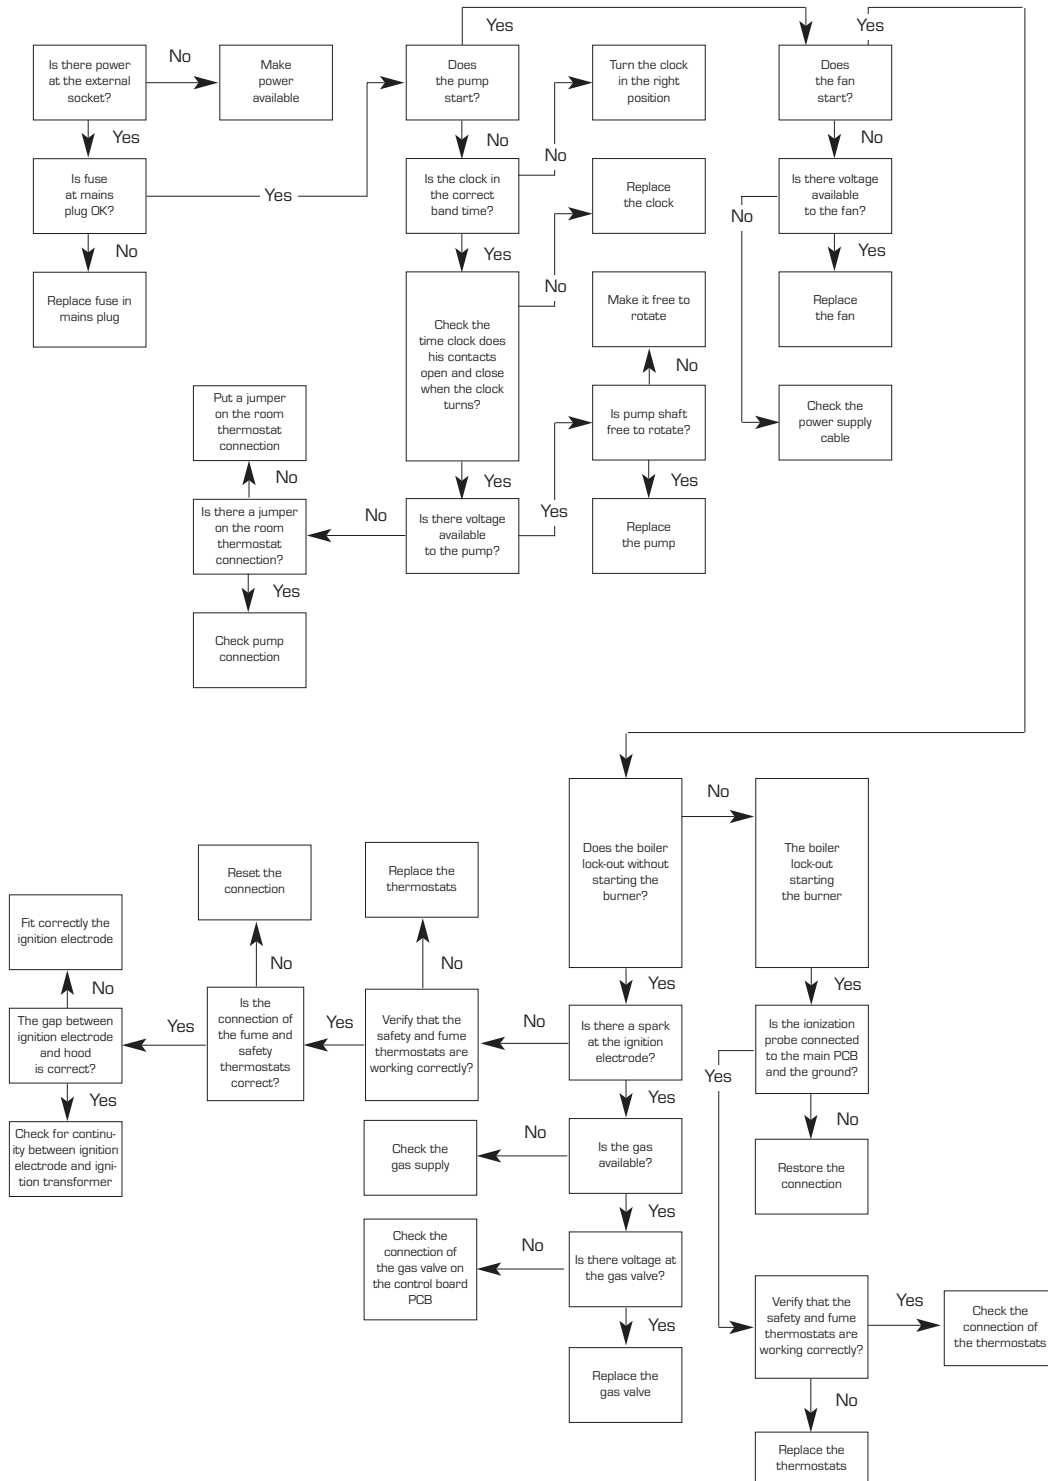 Yes
Yes
Is there power
at the external
socket?
No
Make
power
available
Does
the pump
start?
Turn the clock
in the right
position
Does
the fan
start?
Yes
No
No
No
Is fuse
at mains
plug OK?
Yes
Is the clock in
the correct
band time?
Replace
the clock
Is there voltage
available
to the fan?
No
No
Yes
Yes
Replace fuse in
mains plug
Check the
time clock does
his contacts
open and close
when the clock
turns?
No
Make it free to
rotate
Replace
the fan
No
Put a jumper
on the room
thermostat
connection
Is pump shaft
free to rotate?
Check the
power supply
cable
No
Yes
Yes
Is there a jumper
on the room
thermostat
connection?
No
Is there voltage
available
to the pump?
Yes
Replace
the pump
Yes
Check pump
connection
Does the boiler
lock-out without
starting the
burner?
No
The boiler
lock-out
starting
the burner
Reset the
connection
Replace the
thermostats
Fit correctly the
ignition electrode
No
No
Yes
Yes
No
The gap between
ignition electrode
and hood
is correct?
Yes
Is the
connection of
the fume and
safety
thermostats
correct?
Yes
Verify that the
safety and fume
thermostats are
working correctly?
No
Is there a spark
at the ignition
electrode?
Is the ionization
probe connected
to the main PCB
and the ground?
Yes
Yes
Yes
No
Check for continu-
ity between ignition
electrode and igni-
tion transformer
Check the
gas supply
No
Is the gas
available?
Restore the
connection
Yes
Check the
connection of
the gas valve on
the control board
PCB
No
Is there voltage at
the gas valve?
Yes
Verify that the
safety and fume
thermostats are
working correctly?
Yes
Check the
connection of
the thermostats
Replace the
gas valve
No
Replace the
thermostats